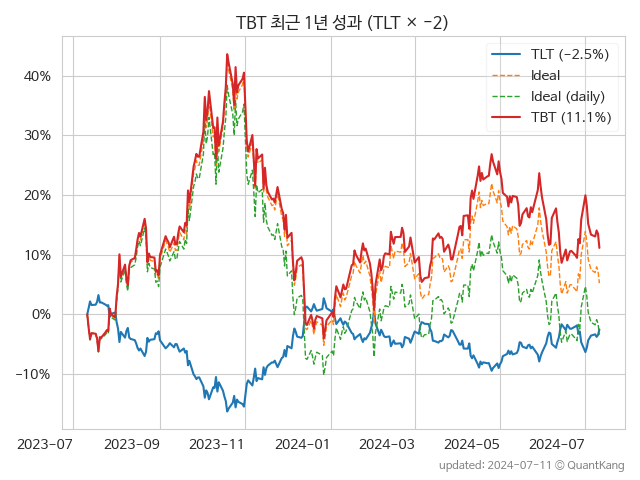 TBT 최근 1년 성과 (TLT × −2)
TLT (−2.5%)
Ideal
Ideal (daily)
TBT (11.1%)
40%
30%
20%
10%
0%
−10%
2023-07
2023-09
2023-11
2024-01
2024-03
2024-05
2024-07
updated: 2024-07-11 © QuantKang